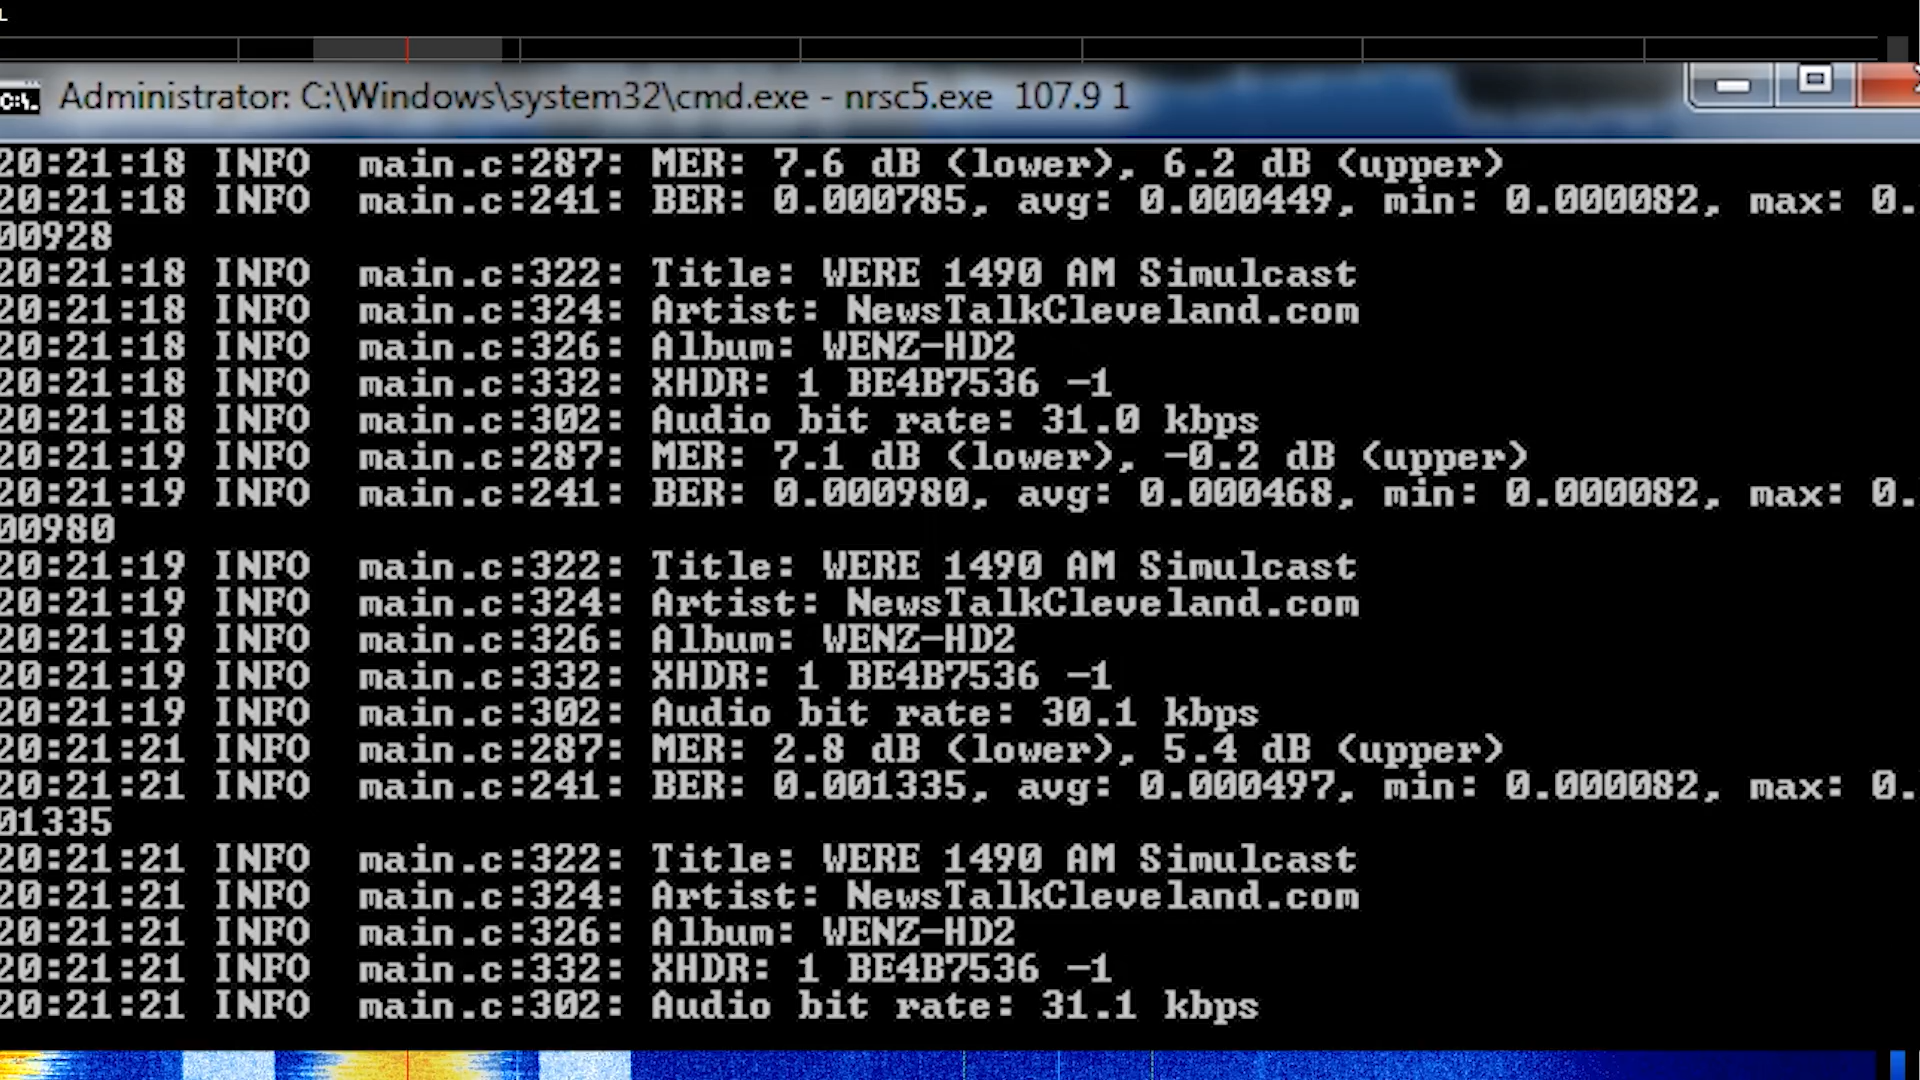 L
C:\. Administrator: C:\Windows\system32\cmd.exe - nrsc5.exe  107.9 1
20:21:18 INFO  main.c:287: MER: 7.6 dB (lower), 6.2 dB (upper)
20:21:18 INFO  main.c:241: BER: 0.000785, avg: 0.000449, min: 0.000082, max: 0.
00928
20:21:18 INFO  main.c:322: Title: WERE 1490 AM Simulcast
20:21:18 INFO  main.c:324: Artist: NewsTalkCleveland.com
20:21:18 INFO  main.c:326: Album: WENZ-HD2
20:21:18 INFO  main.c:332: XHDR: 1 BE4B7536 -1
20:21:18 INFO  main.c:302: Audio bit rate: 31.0 kbps
20:21:19 INFO  main.c:287: MER: 7.1 dB (lower), -0.2 dB (upper)
20:21:19 INFO  main.c:241: BER: 0.000980, avg: 0.000468, min: 0.000082, max: 0.
00980
20:21:19 INFO  main.c:322: Title: WERE 1490 AM Simulcast
20:21:19 INFO  main.c:324: Artist: NewsTalkCleveland.com
20:21:19 INFO  main.c:326: Album: WENZ-HD2
20:21:19 INFO  main.c:332: XHDR: 1 BE4B7536 -1
20:21:19 INFO  main.c:302: Audio bit rate: 30.1 kbps
20:21:21 INFO  main.c:287: MER: 2.8 dB (lower), 5.4 dB (upper)
20:21:21 INFO  main.c:241: BER: 0.001335, avg: 0.000497, min: 0.000082, max: 0.
01335
20:21:21 INFO  main.c:322: Title: WERE 1490 AM Simulcast
20:21:21 INFO  main.c:324: Artist: NewsTalkCleveland.com
20:21:21 INFO  main.c:326: Album: WENZ-HD2
20:21:21 INFO  main.c:332: XHDR: 1 BE4B7536 -1
20:21:21 INFO  main.c:302: Audio bit rate: 31.1 kbps